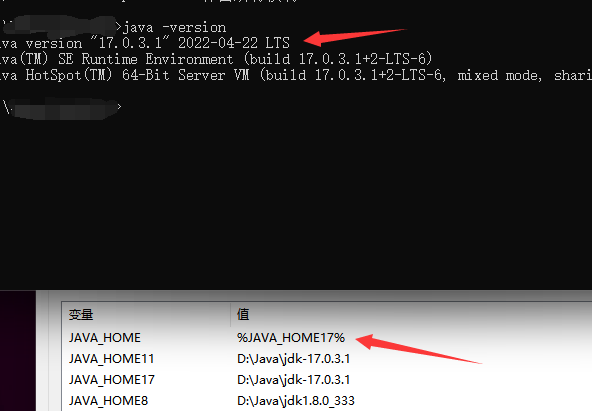 >java -version
ava version "17.0.3.1" 2022-04-22 LTS
ava(TM) SE Runtime Environment (build 17.0.3.1+2-LTS-6)
ava HotSpot(TM) 64-Bit Server VM (build 17.0.3.1+2-LTS-6, mixed mode, shari
\ >
变量 值
JAVA_HOME %JAVA_HOME17%
JAVA_HOME11 D:\Java\jdk-17.0.3.1
JAVA_HOME17 D:\Java\jdk-17.0.3.1
JAVA_HOME8 D:\Java\jdk1.8.0_333